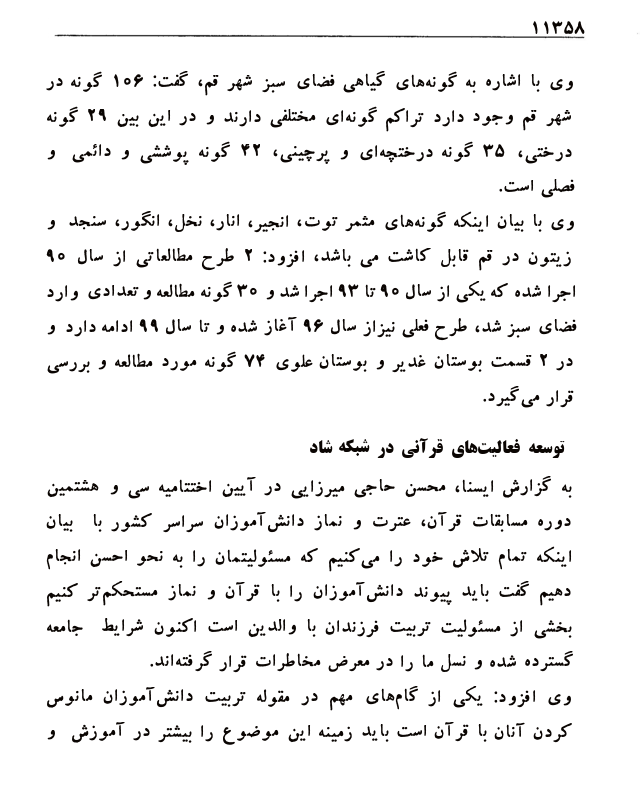 ۱۱۳۵۸
وی با اشاره به گونه‌های گیاهی فضای سبز شهر قم، گفت: ۱۰۶ گونه در
شهر قم وجود دارد تراکم گونه‌ای مختلفی دارند و در این بین ۲۹ گونه
درختی، ۳۵ گونه درختچه‌ای و پرچینی، ۴۲ گونه پوششی و دائمی و
فصلی است.
وی با بیان اینکه گونه‌های مثمر توت، انجیر، انار، نخل، انگور، سنجد و
زیتون در قم قابل کاشت می باشد، افزود: ۲ طرح مطالعاتی از سال ۹۰
اجرا شده که یکی از سال ۹۰ تا ۹۳ اجرا شد و ۳۰ گونه مطالعه و تعدادی وارد
فضای سبز شد، طرح فعلی نیزاز سال ۹۶ آغاز شده و تا سال ۹۹ ادامه دارد و
در ۲ قسمت بوستان غدیر و بوستان علوی ۷۴ گونه مورد مطالعه و بررسی
قرار می‌گیرد.
توسعه فعالیت‌های قرآنی در شبکه شاد
به گزارش ایسنا، محسن حاجی میرزایی در آیین اختتامیه سی و هشتمین
دوره مسابقات قرآن، عترت و نماز دانش‌آموزان سراسر کشور با بیان
اینکه تمام تلاش خود را می‌کنیم که مسئولیتمان را به نحو احسن انجام
دهیم گفت باید پیوند دانش‌آموزان را با قرآن و نماز مستحکم‌تر کنیم
بخشی از مسئولیت تربیت فرزندان با والدین است اکنون شرایط جامعه
گسترده شده و نسل ما را در معرض مخاطرات قرار گرفته‌اند.
وی افزود: یکی از گام‌های مهم در مقوله تربیت دانش‌آموزان مانوس
کردن آنان با قرآن است باید زمینه این موضوع را بیشتر در آموزش و